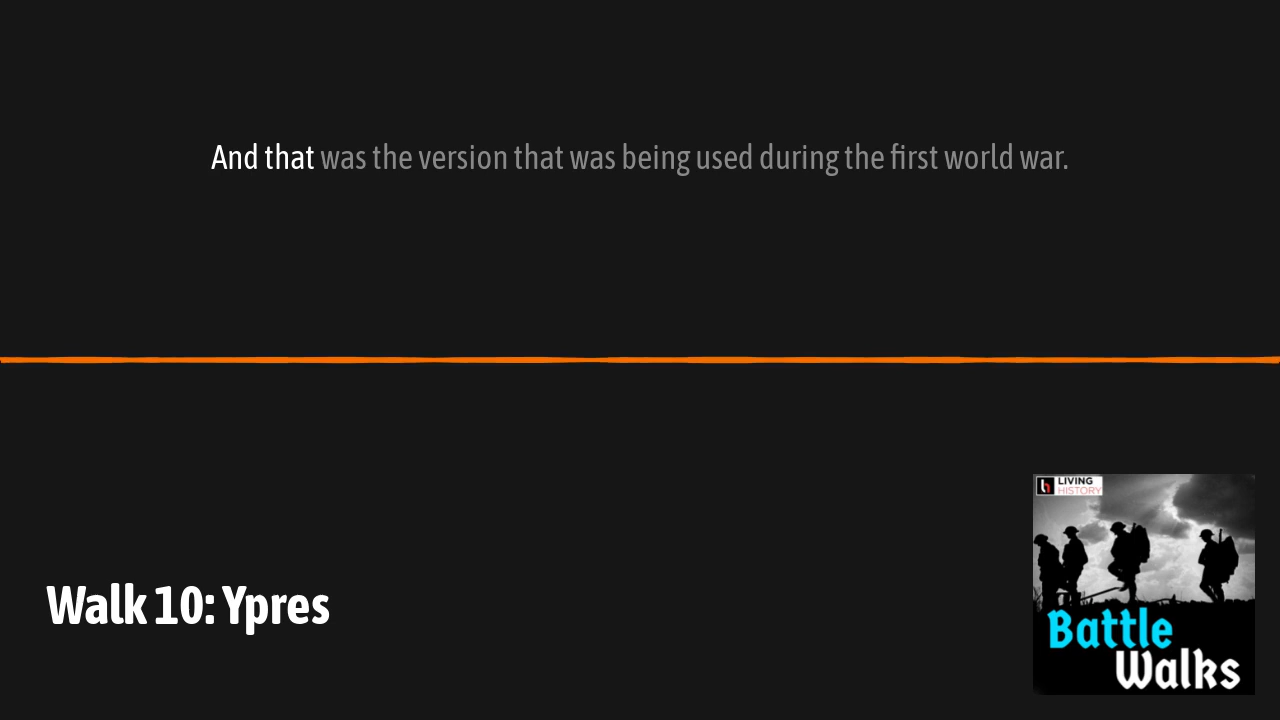 And that was the version that was being used during the first world war.
Walk 10: Ypres
LIVING
HISTORY
Battle
Walks